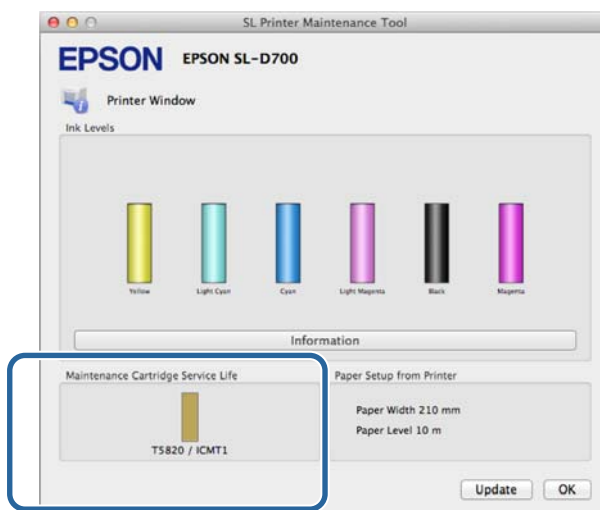 SL Printer Maintenance Tool
EPSON EPSON SL-D700
Printer Window
Ink Levels
Yellow Light Cyan Cyan Light Magenta Black Magenta
Information
Maintenance Cartridge Service Life Paper Setup from Printer
Paper Width 210 mm
Paper Level 10 m
T5820 / ICMT1
Update OK